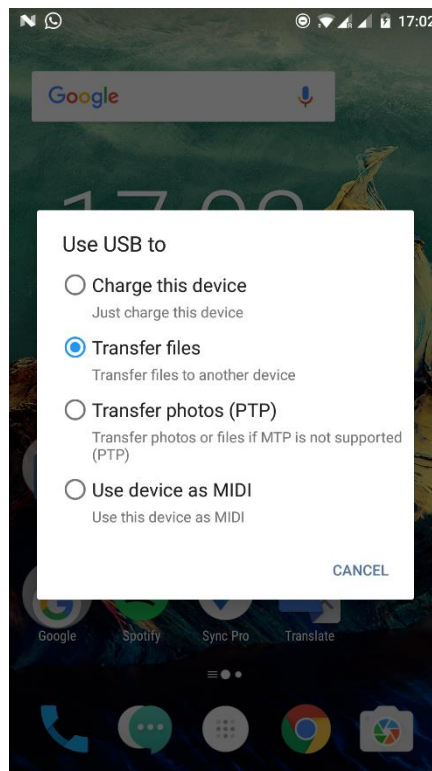 17:02
Google
Use USB to
Charge this device
Just charge this device
Transfer files
Transfer files to another device
Transfer photos (PTP)
Transfer photos or files if MTP is not supported
(PTP)
Use device as MIDI
Use this device as MIDI
CANCEL
Google
Spotify
Sync Pro
Translate